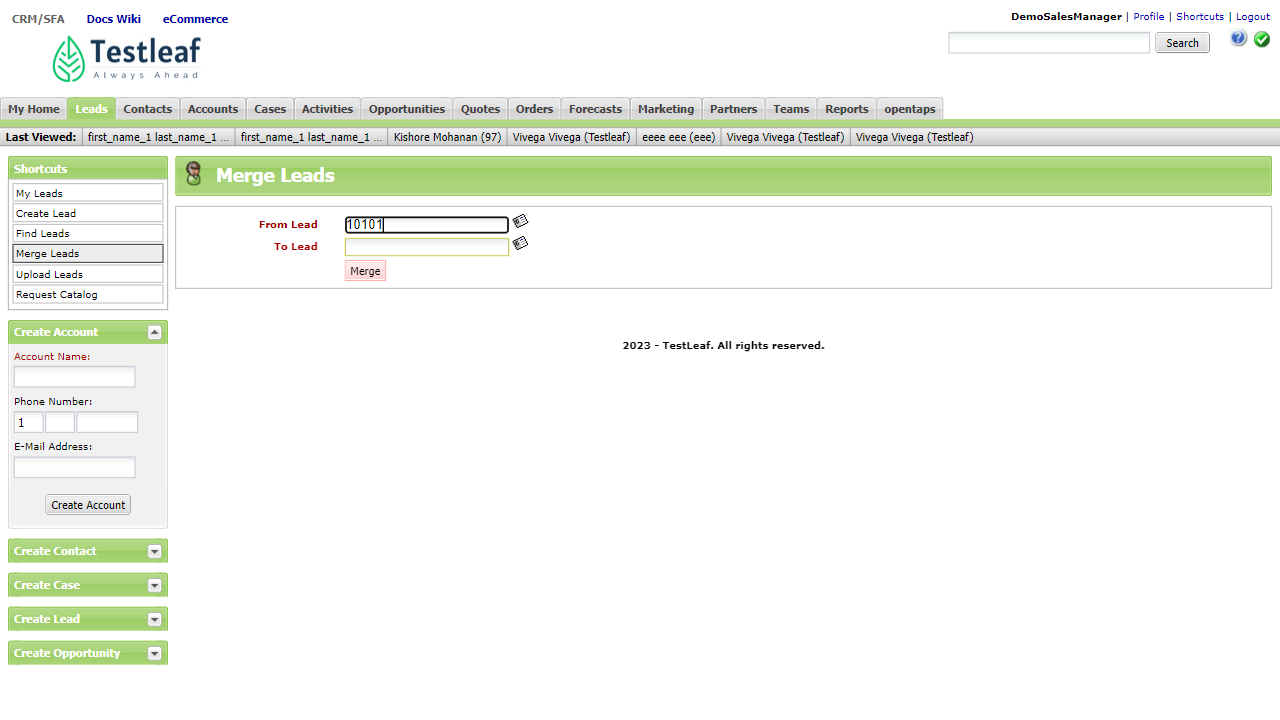 CRM/SFA Docs Wiki eCommerce
DemoSalesManager | Profile | Shortcuts | Logout
Testleaf
Always Ahead
Search
My Home Leads Contacts Accounts Cases Activities Opportunities Quotes Orders Forecasts Marketing Partners Teams Reports opentaps
Last Viewed: first_name_1 last_name_1 ... first_name_1 last_name_1 ... Kishore Mohanan (97) Vivega Vivega (Testleaf) eeee eee (eee) Vivega Vivega (Testleaf) Vivega Vivega (Testleaf)
Shortcuts
My Leads
Create Lead
Find Leads
Merge Leads
Upload Leads
Request Catalog
Create Account
Account Name:
Phone Number:
1
E-Mail Address:
Create Account
Create Contact
Create Case
Create Lead
Create Opportunity
Merge Leads
From Lead 10101
To Lead
Merge
2023 - TestLeaf. All rights reserved.